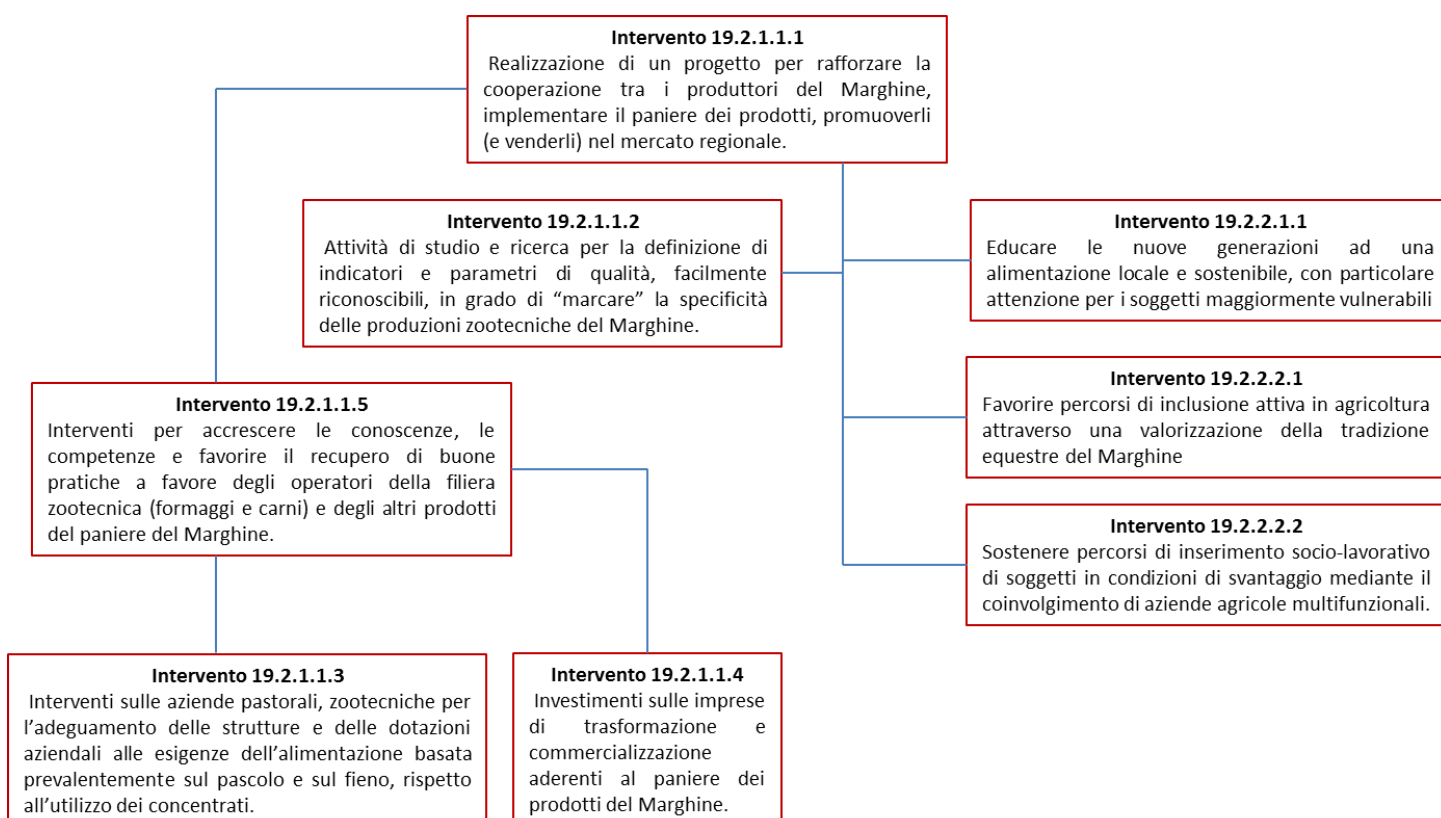 Intervento 19.2.1.1.1
Realizzazione di un progetto per rafforzare la
cooperazione tra i produttori del Marghine,
implementare il paniere dei prodotti, promuoverli
(e venderli) nel mercato regionale.
Intervento 19.2.1.1.2
Attività di studio e ricerca per la definizione di
indicatori e parametri di qualità, facilmente
riconoscibili, in grado di “marcare” la specificità
delle produzioni zootecniche del Marghine.
Intervento 19.2.2.1.1
Educare le nuove generazioni ad una
alimentazione locale e sostenibile, con particolare
attenzione per i soggetti maggiormente vulnerabili
Intervento 19.2.2.2.1
Favorire percorsi di inclusione attiva in agricoltura
attraverso una valorizzazione della tradizione
equestre del Marghine
Intervento 19.2.1.1.5
Interventi per accrescere le conoscenze, le
competenze e favorire il recupero di buone
pratiche a favore degli operatori della filiera
zootecnica (formaggi e carni) e degli altri prodotti
del paniere del Marghine.
Intervento 19.2.2.2.2
Sostenere percorsi di inserimento socio-lavorativo
di soggetti in condizioni di svantaggio mediante il
coinvolgimento di aziende agricole multifunzionali.
Intervento 19.2.1.1.3
Interventi sulle aziende pastorali, zootecniche per
l’adeguamento delle strutture e delle dotazioni
aziendali alle esigenze dell’alimentazione basata
prevalentemente sul pascolo e sul fieno, rispetto
all’utilizzo dei concentrati.
Intervento 19.2.1.1.4
Investimenti sulle imprese
di trasformazione e
commercializzazione
aderenti al paniere dei
prodotti del Marghine.